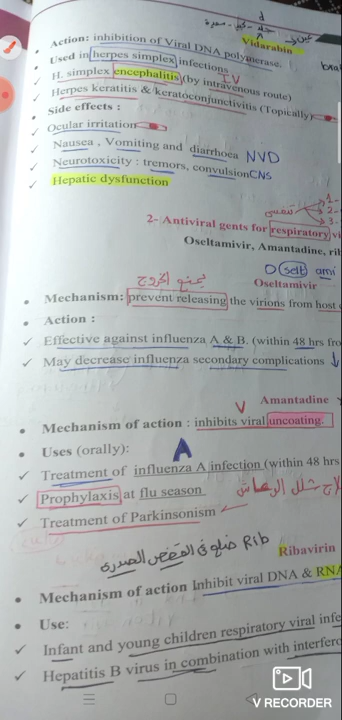 Vidarabin
Action: inhibition of Viral DNA polymerase.
Used in herpes simplex infections
H. simplex encephalitis (by intravenous route) IV
Herpes keratitis & keratoconjunctivitis (Topically)
Side effects :
Ocular irritation
Nausea , Vomiting and diarrhoea NVD
Neurotoxicity : tremors, convulsion CNS
Hepatic dysfunction
2- Antiviral gents for respiratory vi
Oseltamivir, Amantadine, rib
يمنع الخروج
Oseltamivir
Mechanism: prevent releasing the virions from host
Action :
Effective against influenza A & B. (within 48 hrs fro
May decrease influenza secondary complications ↓
Amantadine
Mechanism of action : inhibits viral uncoating.
Uses (orally): A
Treatment of influenza A infection (within 48 hrs
Prophylaxis at flu season
Treatment of Parkinsonism
ضلع في القفص الصدري Rib
Ribavirin
Mechanism of action Inhibit viral DNA & RNA
Use:
Infant and young children respiratory viral infe
Hepatitis B virus in combination with interfero
V RECORDER